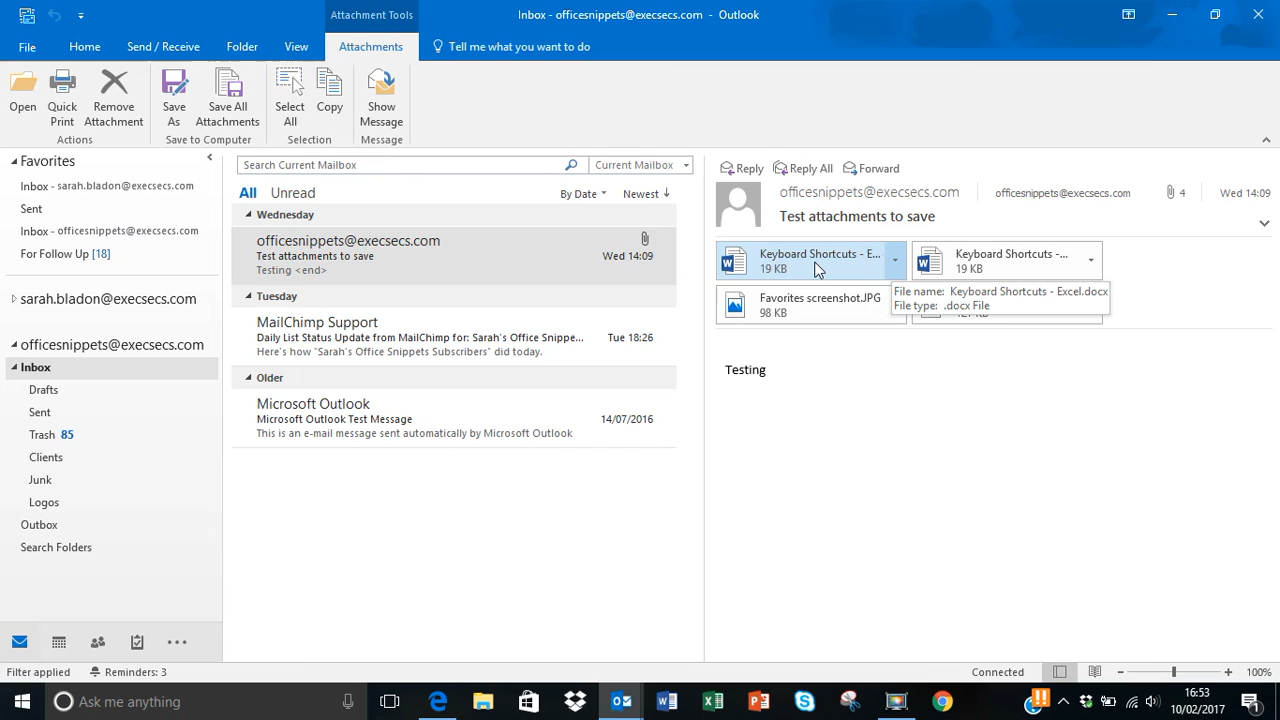 Attachment Tools
Inbox - officesnippets@execsecs.com - Outlook
File Home Send / Receive Folder View Attachments Tell me what you want to do
Open
Quick Print
Remove Attachment
Save As
Save All Attachments
Select All
Copy
Show Message
Actions Save to Computer Selection Message
Favorites
Inbox - sarah.bladon@execsecs.com
Sent
Inbox - officesnippets@execsecs.com
For Follow Up [18]
sarah.bladon@execsecs.com
officesnippets@execsecs.com
Inbox
Drafts
Sent
Trash 85
Clients
Junk
Logos
Outbox
Search Folders
Search Current Mailbox Current Mailbox
All Unread By Date Newest
Wednesday
officesnippets@execsecs.com
Test attachments to save Wed 14:09
Testing <end>
Tuesday
MailChimp Support
Daily List Status Update from MailChimp for: Sarah's Office Snippe... Tue 18:26
Here's how "Sarah's Office Snippets Subscribers" did today.
Older
Microsoft Outlook
Microsoft Outlook Test Message 14/07/2016
This is an e-mail message sent automatically by Microsoft Outlook
Reply Reply All Forward
officesnippets@execsecs.com officesnippets@execsecs.com 4 Wed 14:09
Test attachments to save
Keyboard Shortcuts - E...
19 KB
Keyboard Shortcuts -...
19 KB
Favorites screenshot.JPG
98 KB
File name: Keyboard Shortcuts - Excel.docx
File type: .docx File
Testing
Filter applied Reminders: 3 Connected 100%
Ask me anything
16:53
10/02/2017